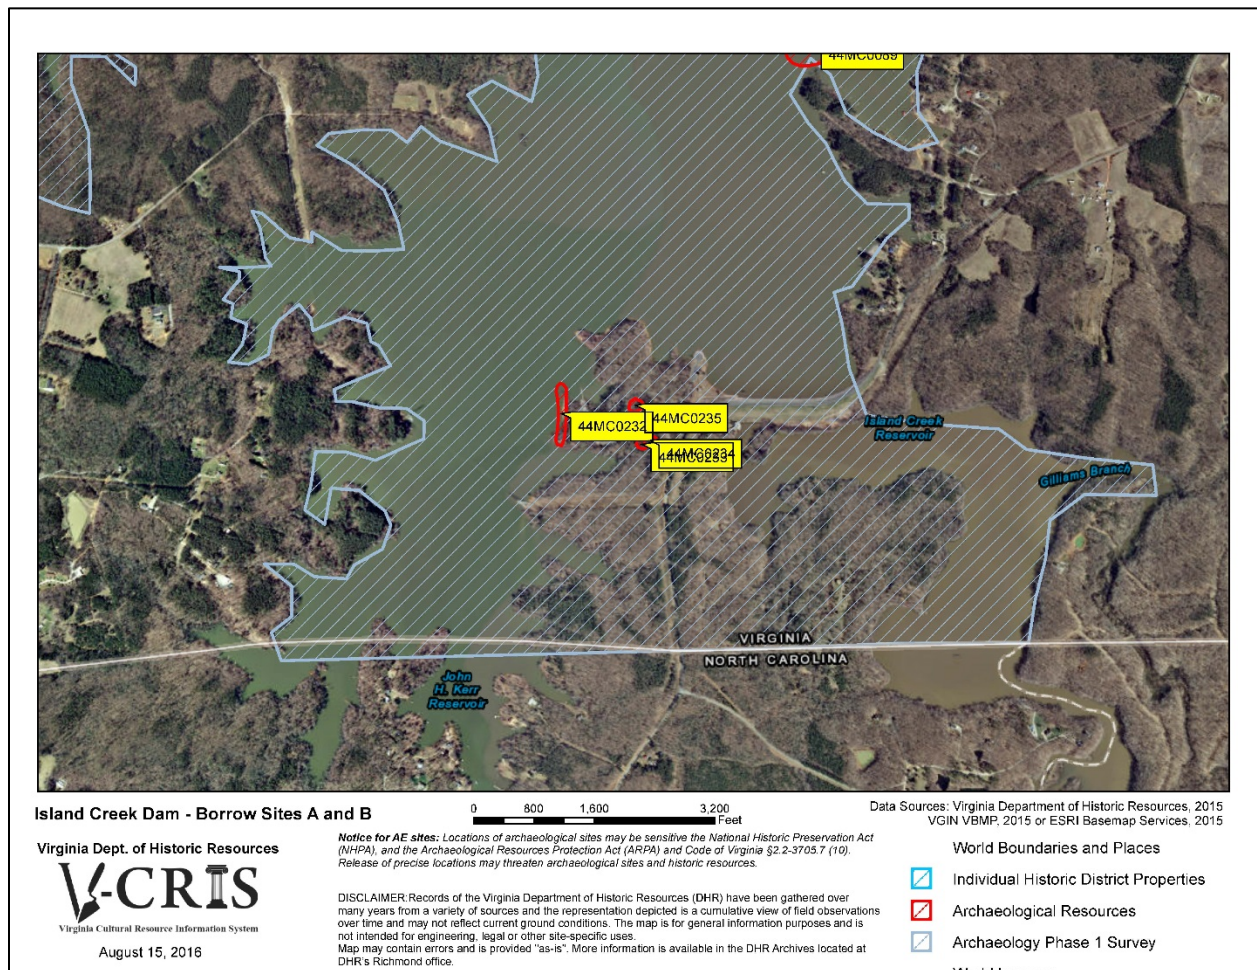 44MC0089
44MC0235
44MC0232
44MC0234
Island Creek
Reservoir
Gilliams Branch
VIRGINIA
NORTH CAROLINA
John
H. Kerr
Reservoir
Island Creek Dam - Borrow Sites A and B
0 800 1,600 3,200
Feet
Data Sources: Virginia Department of Historic Resources, 2015
VGIN VBMP, 2015 or ESRI Basemap Services, 2015
Virginia Dept. of Historic Resources
V-CRIS
Virginia Cultural Resource Information System
August 15, 2016
Notice for AE sites: Locations of archaeological sites may be sensitive the National Historic Preservation Act
(NHPA), and the Archaeological Resources Protection Act (ARPA) and Code of Virginia §2.2-3705.7 (10).
Release of precise locations may threaten archaeological sites and historic resources.
DISCLAIMER:Records of the Virginia Department of Historic Resources (DHR) have been gathered over
many years from a variety of sources and the representation depicted is a cumulative view of field observations
over time and may not reflect current ground conditions. The map is for general information purposes and is
not intended for engineering, legal or other site-specific uses.
Map may contain errors and is provided "as-is". More information is available in the DHR Archives located at
DHR's Richmond office.
World Boundaries and Places
Individual Historic District Properties
Archaeological Resources
Archaeology Phase 1 Survey